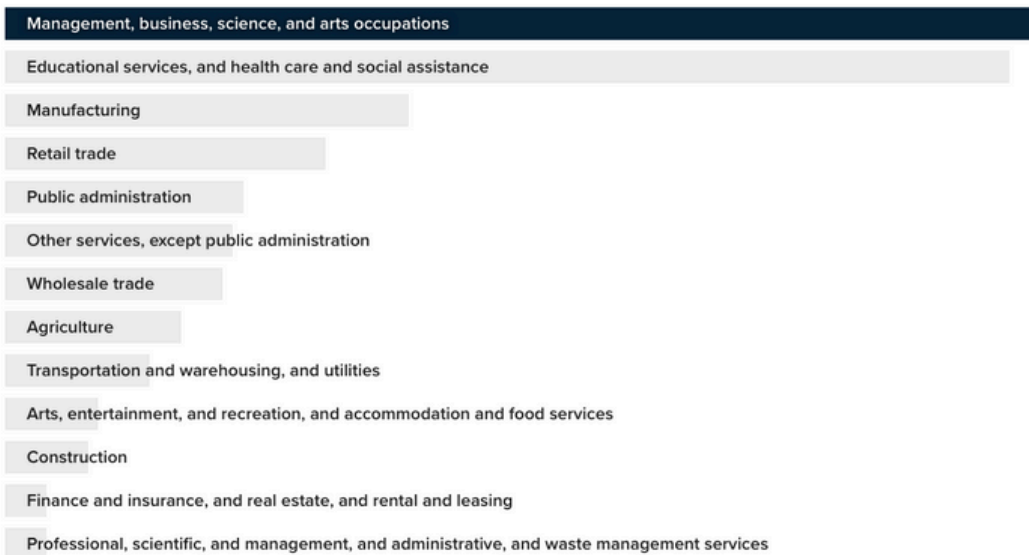 Management, business, science, and arts occupations
Educational services, and health care and social assistance
Manufacturing
Retail trade
Public administration
Other services, except public administration
Wholesale trade
Agriculture
Transportation and warehousing, and utilities
Arts, entertainment, and recreation, and accommodation and food services
Construction
Finance and insurance, and real estate, and rental and leasing
Professional, scientific, and management, and administrative, and waste management services